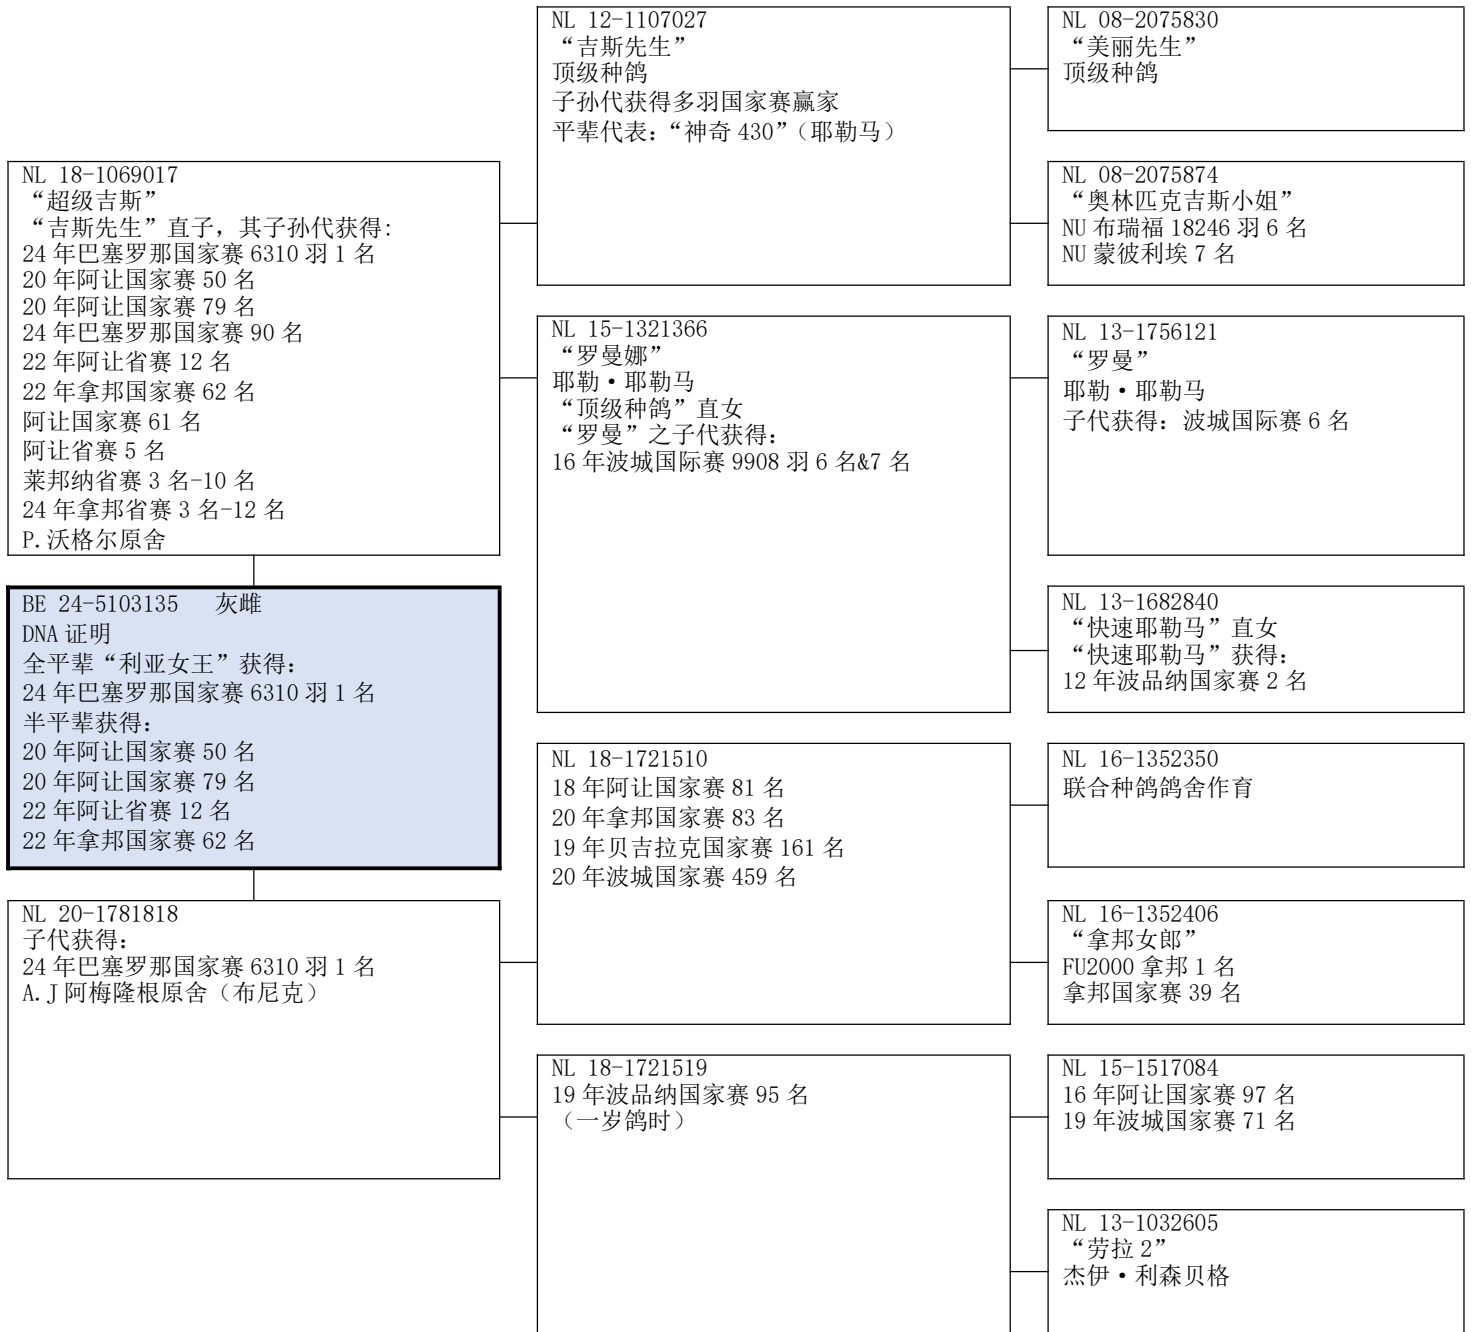 NL 18-1069017
“超级吉斯”
“吉斯先生”直子，其子孙代获得:
24 年巴塞罗那国家赛 6310 羽 1 名
20 年阿让国家赛 50 名
20 年阿让国家赛 79 名
24 年巴塞罗那国家赛 90 名
22 年阿让省赛 12 名
22 年拿邦国家赛 62 名
阿让国家赛 61 名
阿让省赛 5 名
莱邦纳省赛 3 名-10 名
24 年拿邦省赛 3 名-12 名
P.沃格尔原舍
BE 24-5103135 灰雌
DNA 证明
全平辈“利亚女王”获得：
24 年巴塞罗那国家赛 6310 羽 1 名
半平辈获得：
20 年阿让国家赛 50 名
20 年阿让国家赛 79 名
22 年阿让省赛 12 名
22 年拿邦国家赛 62 名
NL 20-1781818
子代获得：
24 年巴塞罗那国家赛 6310 羽 1 名
A.J 阿梅隆根原舍（布尼克）
NL 12-1107027
“吉斯先生”
顶级种鸽
子孙代获得多羽国家赛赢家
平辈代表：“神奇 430”（耶勒马）
NL 15-1321366
“罗曼娜”
耶勒•耶勒马
“顶级种鸽”直女
“罗曼”之子代获得：
16 年波城国际赛 9908 羽 6 名&7 名
NL 18-1721510
18 年阿让国家赛 81 名
20 年拿邦国家赛 83 名
19 年贝吉拉克国家赛 161 名
20 年波城国家赛 459 名
NL 18-1721519
19 年波品纳国家赛 95 名
（一岁鸽时）
NL 08-2075830
“美丽先生”
顶级种鸽
NL 08-2075874
“奥林匹克吉斯小姐”
NU 布瑞福 18246 羽 6 名
NU 蒙彼利埃 7 名
NL 13-1756121
“罗曼”
耶勒•耶勒马
子代获得：波城国际赛 6 名
NL 13-1682840
“快速耶勒马”直女
“快速耶勒马”获得：
12 年波品纳国家赛 2 名
NL 16-1352350
联合种鸽鸽舍作育
NL 16-1352406
“拿邦女郎”
FU2000 拿邦 1 名
拿邦国家赛 39 名
NL 15-1517084
16 年阿让国家赛 97 名
19 年波城国家赛 71 名
NL 13-1032605
“劳拉 2”
杰伊•利森贝格